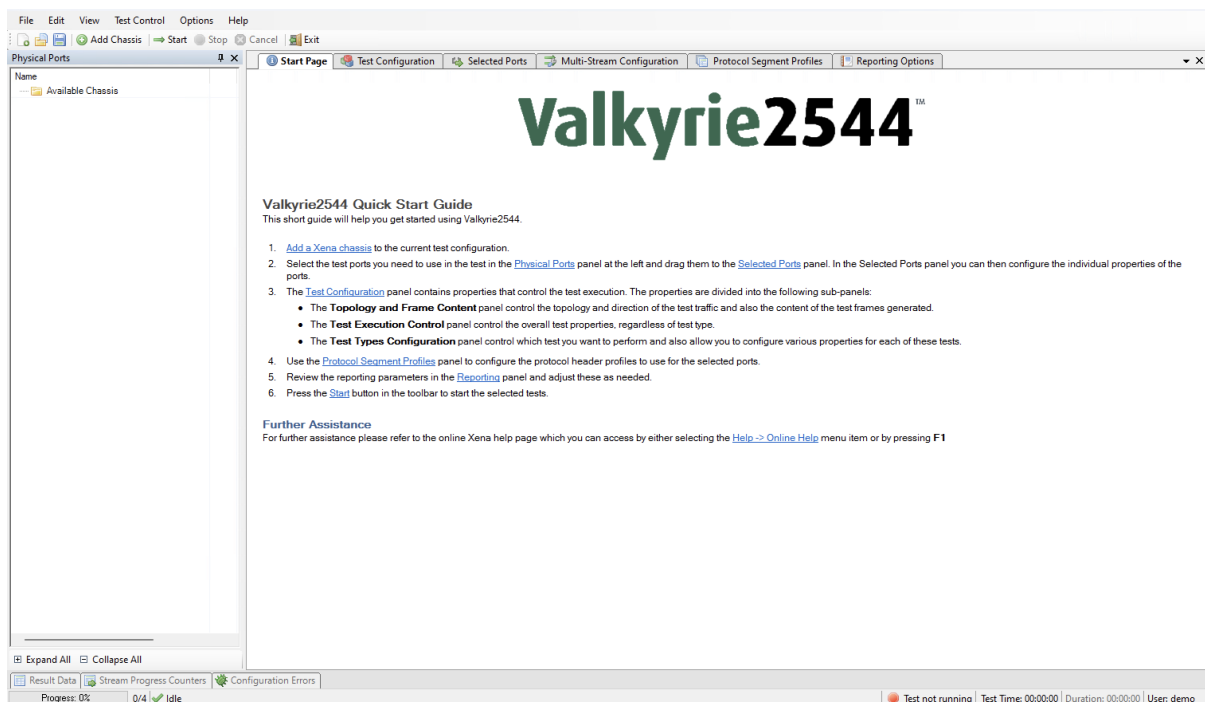 File Edit View Test Control Options Help
Add Chassis Start Stop Cancel Exit
Physical Ports
Start Page Test Configuration Selected Ports Multi-Stream Configuration Protocol Segment Profiles Reporting Options
Name
Available Chassis
Valkyrie2544™
Valkyrie2544 Quick Start Guide
This short guide will help you get started using Valkyrie2544.
1. Add a Xena chassis to the current test configuration.
2. Select the test ports you need to use in the test in the Physical Ports panel at the left and drag them to the Selected Ports panel. In the Selected Ports panel you can then configure the individual properties of the
ports.
3. The Test Configuration panel contains properties that control the test execution. The properties are divided into the following sub-panels:
• The Topology and Frame Content panel control the topology and direction of the test traffic and also the content of the test frames generated.
• The Test Execution Control panel control the overall test properties, regardless of test type.
• The Test Types Configuration panel control which test you want to perform and also allow you to configure various properties for each of these tests.
4. Use the Protocol Segment Profiles panel to configure the protocol header profiles to use for the selected ports.
5. Review the reporting parameters in the Reporting panel and adjust these as needed.
6. Press the Start button in the toolbar to start the selected tests.
Further Assistance
For further assistance please refer to the online Xena help page which you can access by either selecting the Help -> Online Help menu item or by pressing F1
Expand All Collapse All
Result Data Stream Progress Counters Configuration Errors
Progress: 0% 0/4 Idle Test not running Test Time: 00:00:00 Duration: 00:00:00 User: demo